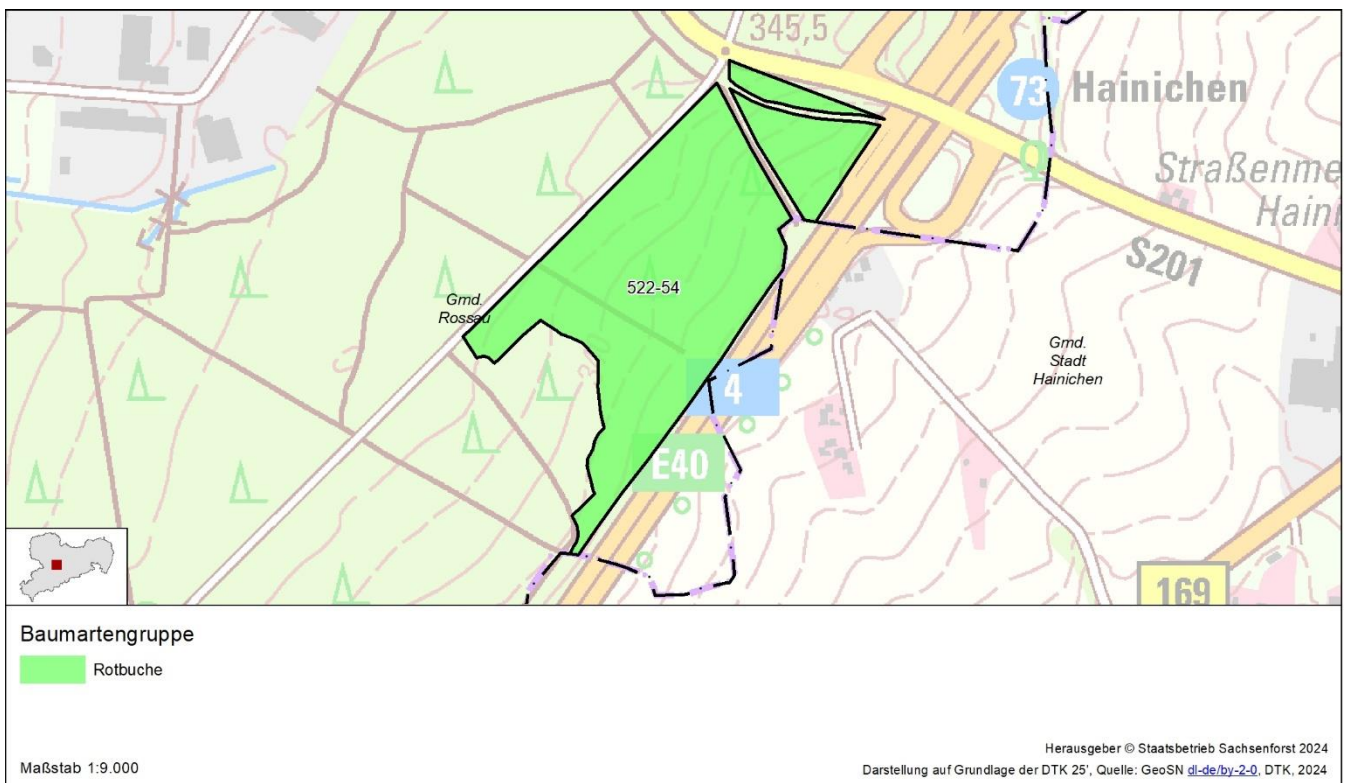 345,5
73 Hainichen
Straßenme
Hain
S201
522-54
Gmd.
Rossau
Gmd.
Stadt
Hainichen
4
E40
169
Baumartengruppe
Rotbuche
Maßstab 1:9.000
Herausgeber © Staatsbetrieb Sachsenforst 2024
Darstellung auf Grundlage der DTK 25', Quelle: GeoSN dl-de/by-2-0, DTK, 2024